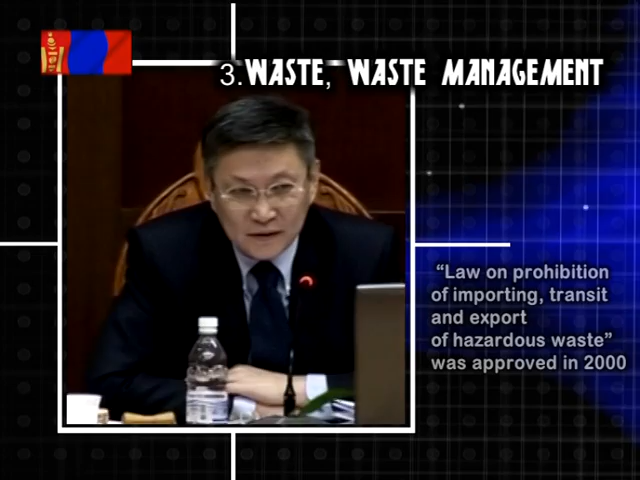 3.WASTE, WASTE MANAGEMENT
“Law on prohibition
of importing, transit
and export
of hazardous waste”
was approved in 2000